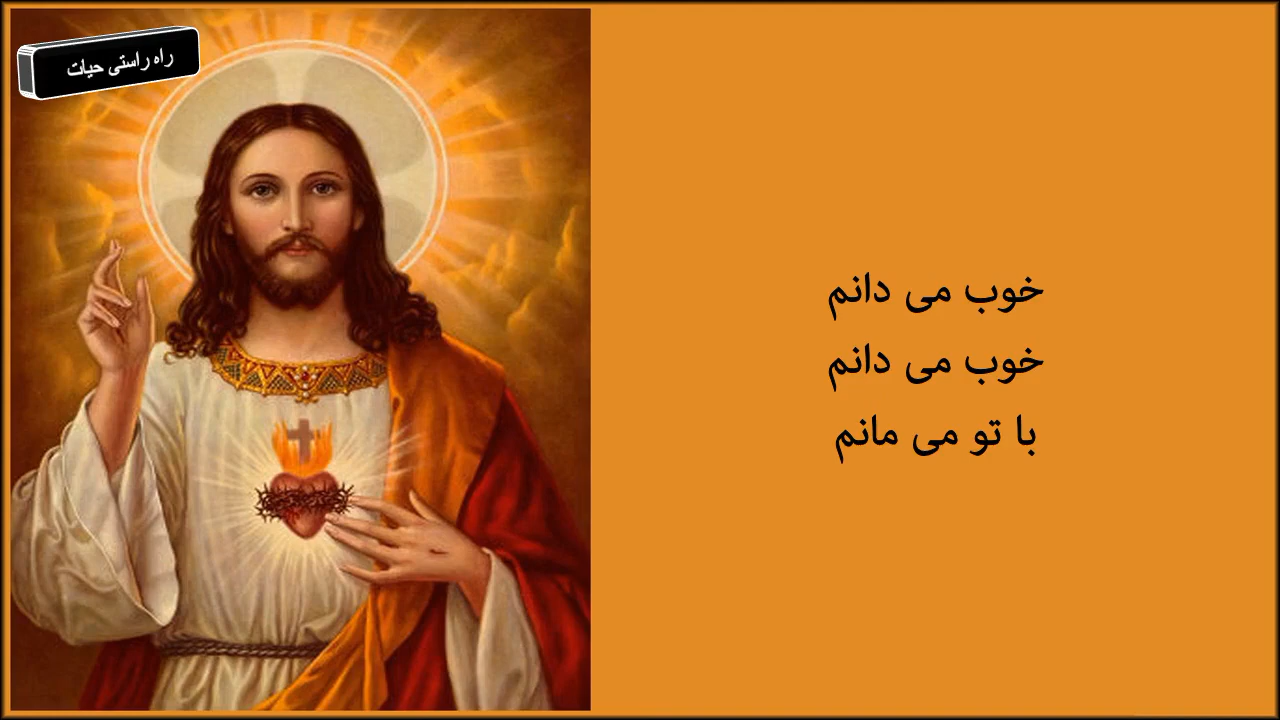 راه راستی حیات
خوب می دانم
خوب می دانم
با تو می مانم